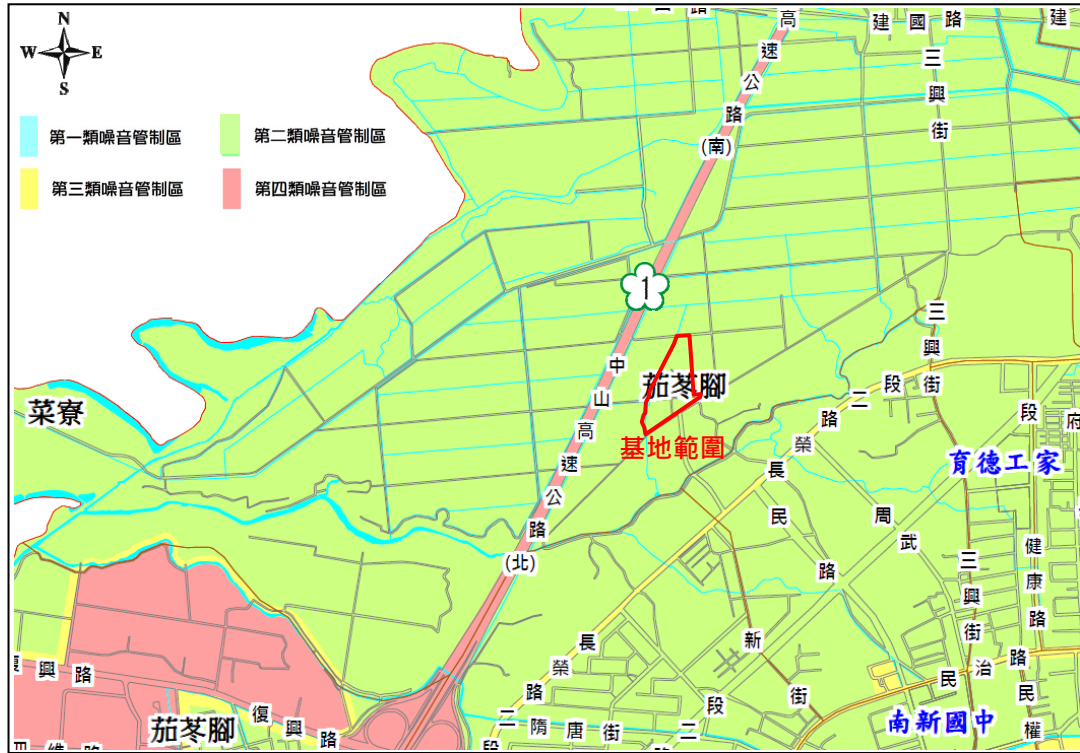 N
W E
S
第一類噪音管制區
第二類噪音管制區
第三類噪音管制區
第四類噪音管制區
高速公路(南)
建國路
建
三興街
1
中山高速公路(北)
茄苳腳
基地範圍
菜寮
三興街
長榮路二段
段
府
育德工家
民
路
周武
三興街
健康路
新
街
長榮路二段
隋唐街
二段
民治路
民權
南新國中
復興路
茄苳腳
復興路